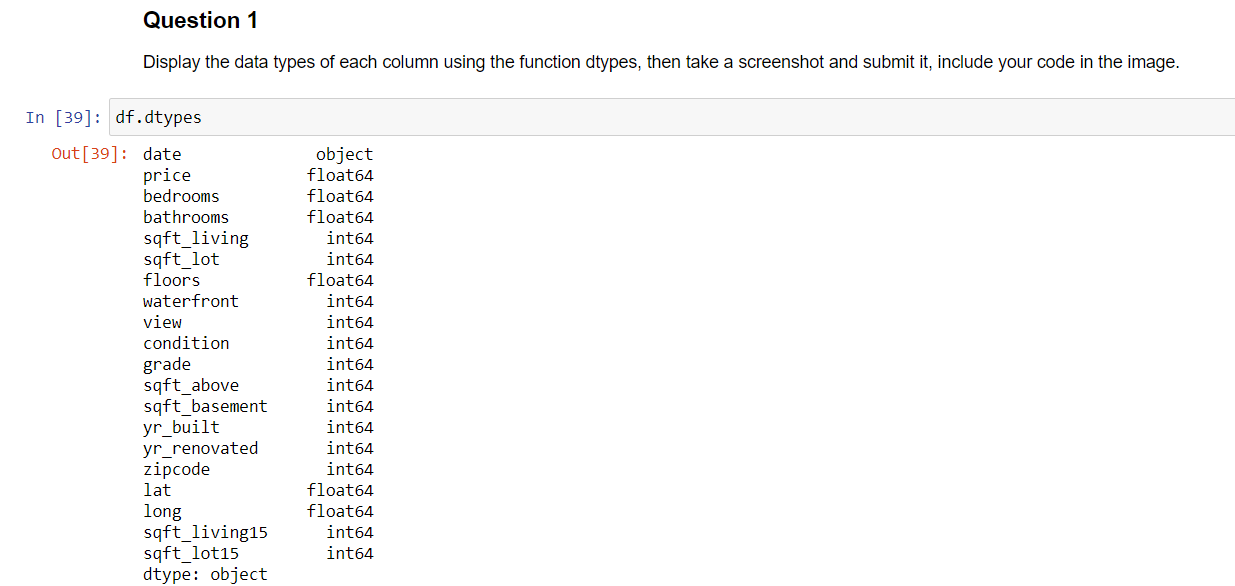 Question 1
Display the data types of each column using the function dtypes, then take a screenshot and submit it, include your code in the image.
In [39]: df.dtypes
Out[39]: date object
price float64
bedrooms float64
bathrooms float64
sqft_living int64
sqft_lot int64
floors float64
waterfront int64
view int64
condition int64
grade int64
sqft_above int64
sqft_basement int64
yr_built int64
yr_renovated int64
zipcode int64
lat float64
long float64
sqft_living15 int64
sqft_lot15 int64
dtype: object